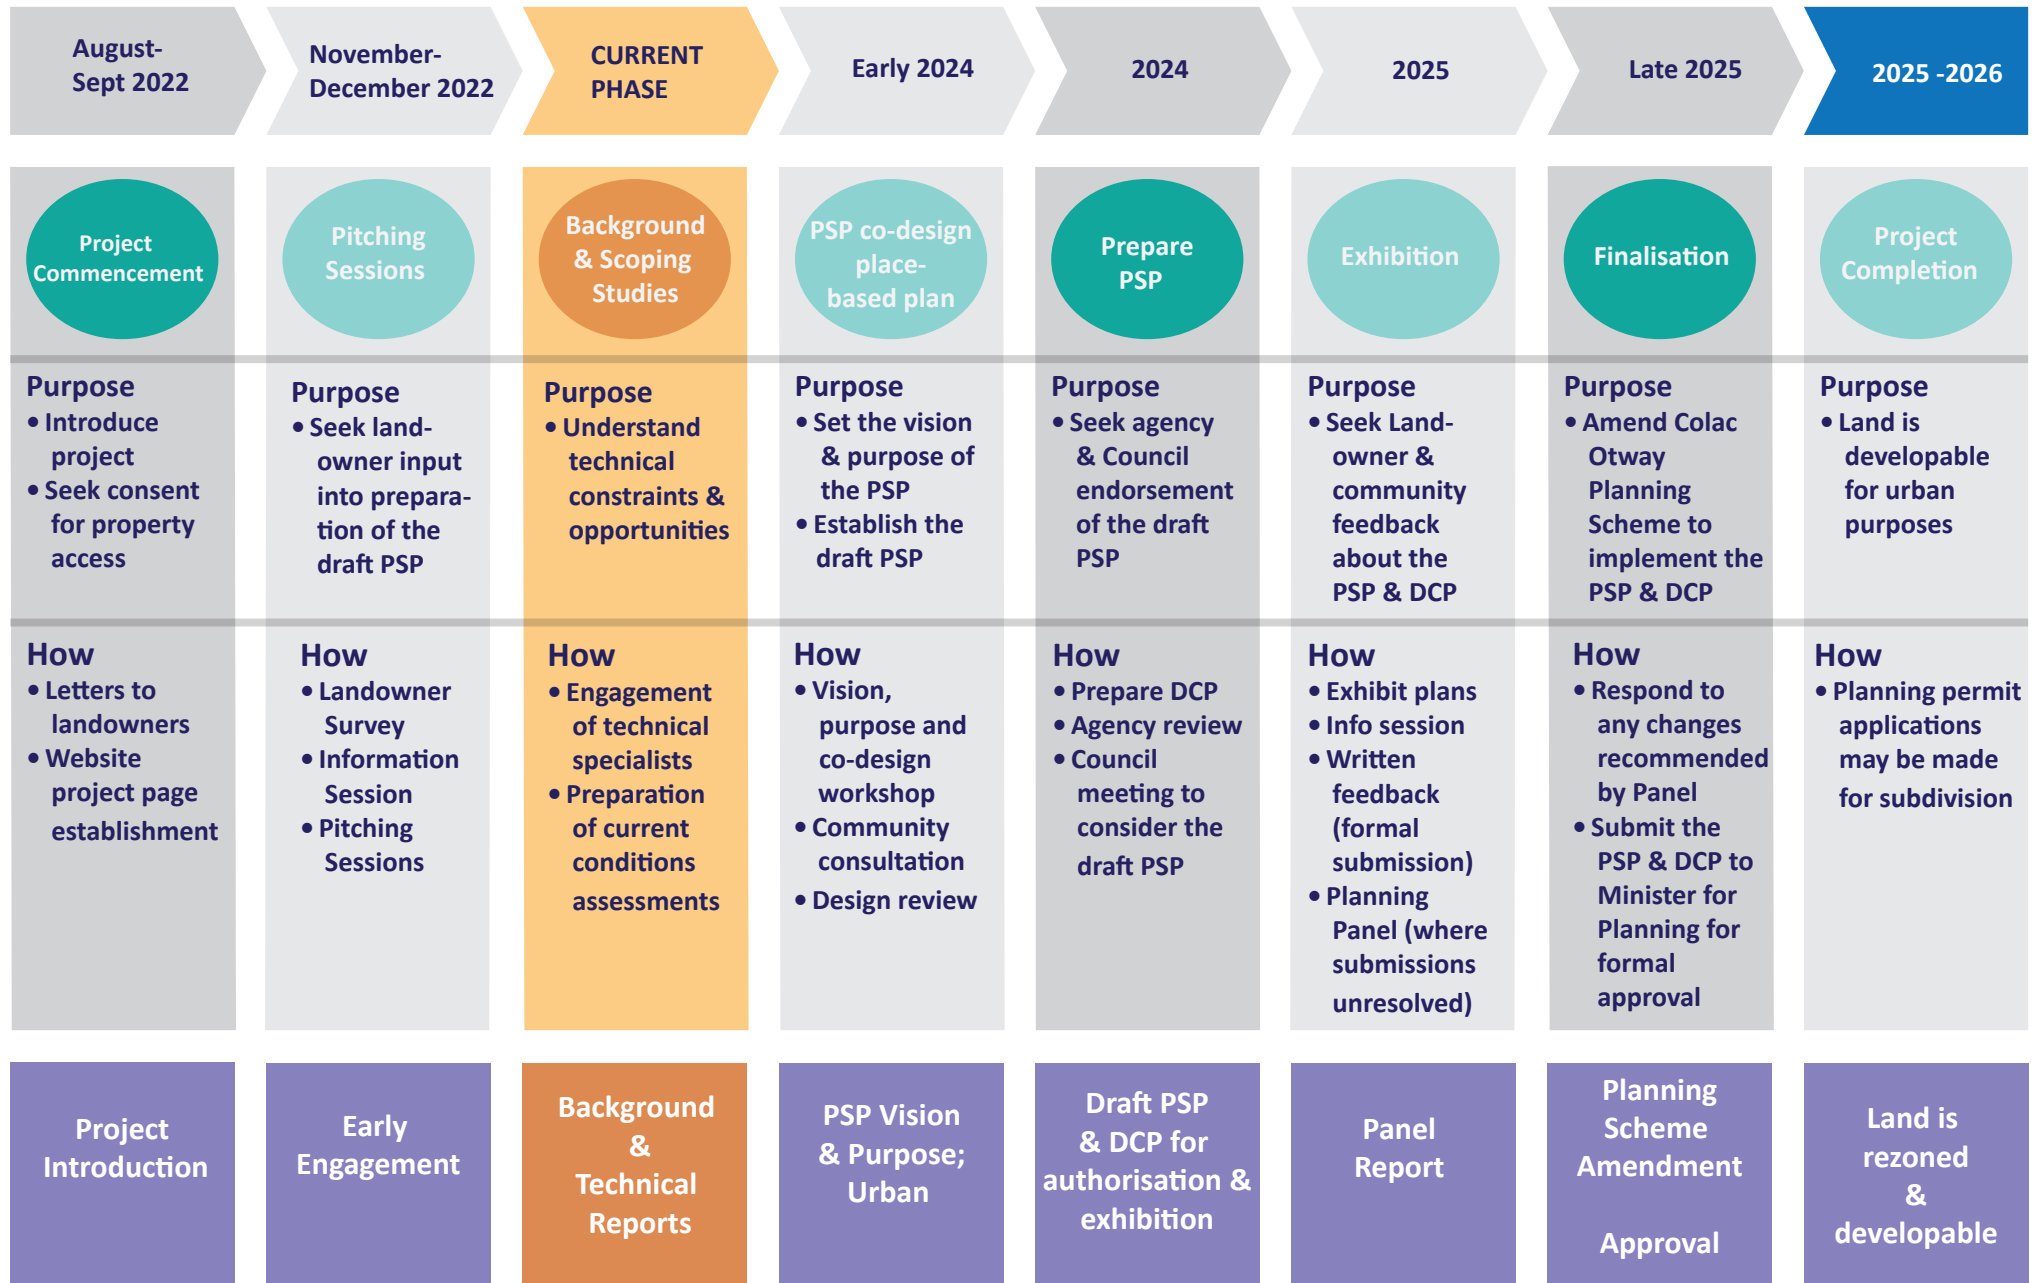 August-
Sept 2022
November-
December 2022
CURRENT
PHASE
Early 2024
2024
2025
Late 2025
2025 -2026
Project
Commencement
Pitching
Sessions
Background
& Scoping
Studies
PSP co-design
place-
based plan
Prepare
PSP
Exhibition
Finalisation
Project
Completion
Purpose
• Introduce
project
• Seek consent
for property
access
Purpose
• Seek land-
owner input
into prepara-
tion of the
draft PSP
Purpose
• Understand
technical
constraints &
opportunities
Purpose
• Set the vision
& purpose of
the PSP
• Establish the
draft PSP
Purpose
• Seek agency
& Council
endorsement
of the draft
PSP
Purpose
• Seek Land-
owner &
community
feedback
about the
PSP & DCP
Purpose
• Amend Colac
Otway
Planning
Scheme to
implement the
PSP & DCP
Purpose
• Land is
developable
for urban
purposes
How
• Letters to
landowners
• Website
project page
establishment
How
• Landowner
Survey
• Information
Session
• Pitching
Sessions
How
• Engagement
of technical
specialists
• Preparation
of current
conditions
assessments
How
• Vision,
purpose and
co-design
workshop
• Community
consultation
• Design review
How
• Prepare DCP
• Agency review
• Council
meeting to
consider the
draft PSP
How
• Exhibit plans
• Info session
• Written
feedback
(formal
submission)
• Planning
Panel (where
submissions
unresolved)
How
• Respond to
any changes
recommended
by Panel
• Submit the
PSP & DCP to
Minister for
Planning for
formal
approval
How
• Planning permit
applications
may be made
for subdivision
Project
Introduction
Early
Engagement
Background
&
Technical
Reports
PSP Vision
& Purpose;
Urban
Draft PSP
& DCP for
authorisation &
exhibition
Panel
Report
Planning
Scheme
Amendment
Approval
Land is
rezoned
&
developable